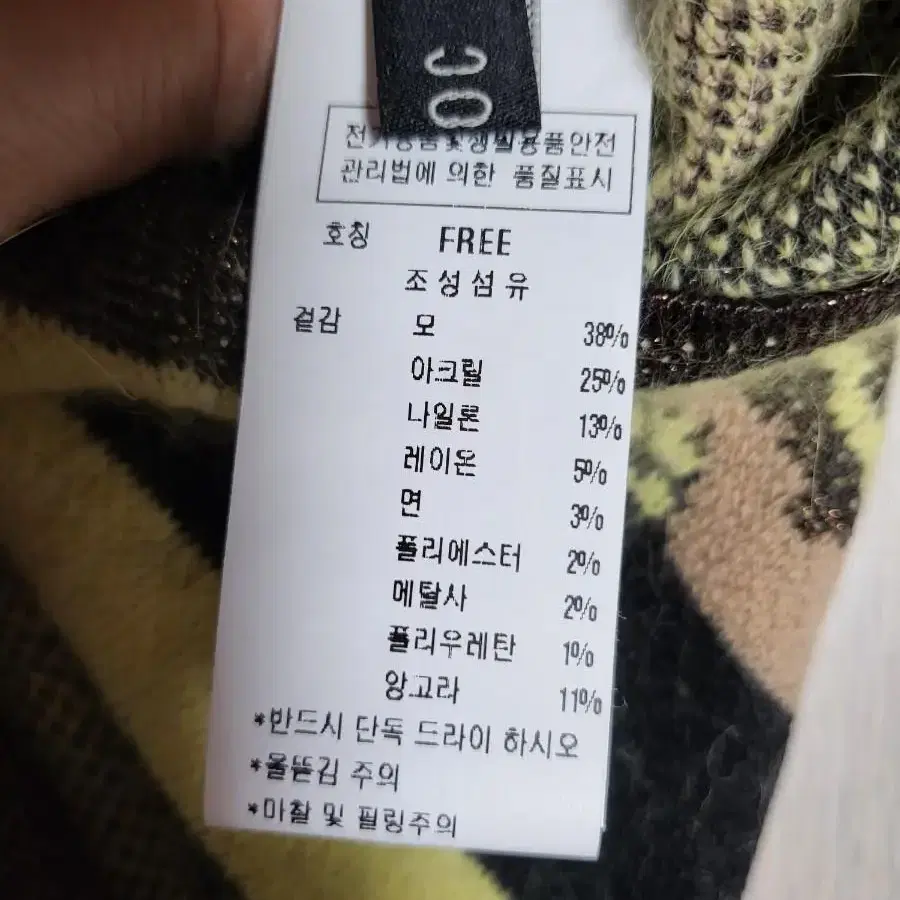 전기용품및생활용품안전
관리법에 의한 품질표시
호칭 FREE
조성섬유
겉감 모 38%
아크릴 25%
나일론 13%
레이온 5%
면 3%
폴리에스터 2%
메탈사 2%
폴리우레탄 1%
앙고라 11%
*반드시 단독 드라이 하시오
*올뜯김 주의
*마찰 및 필링주의